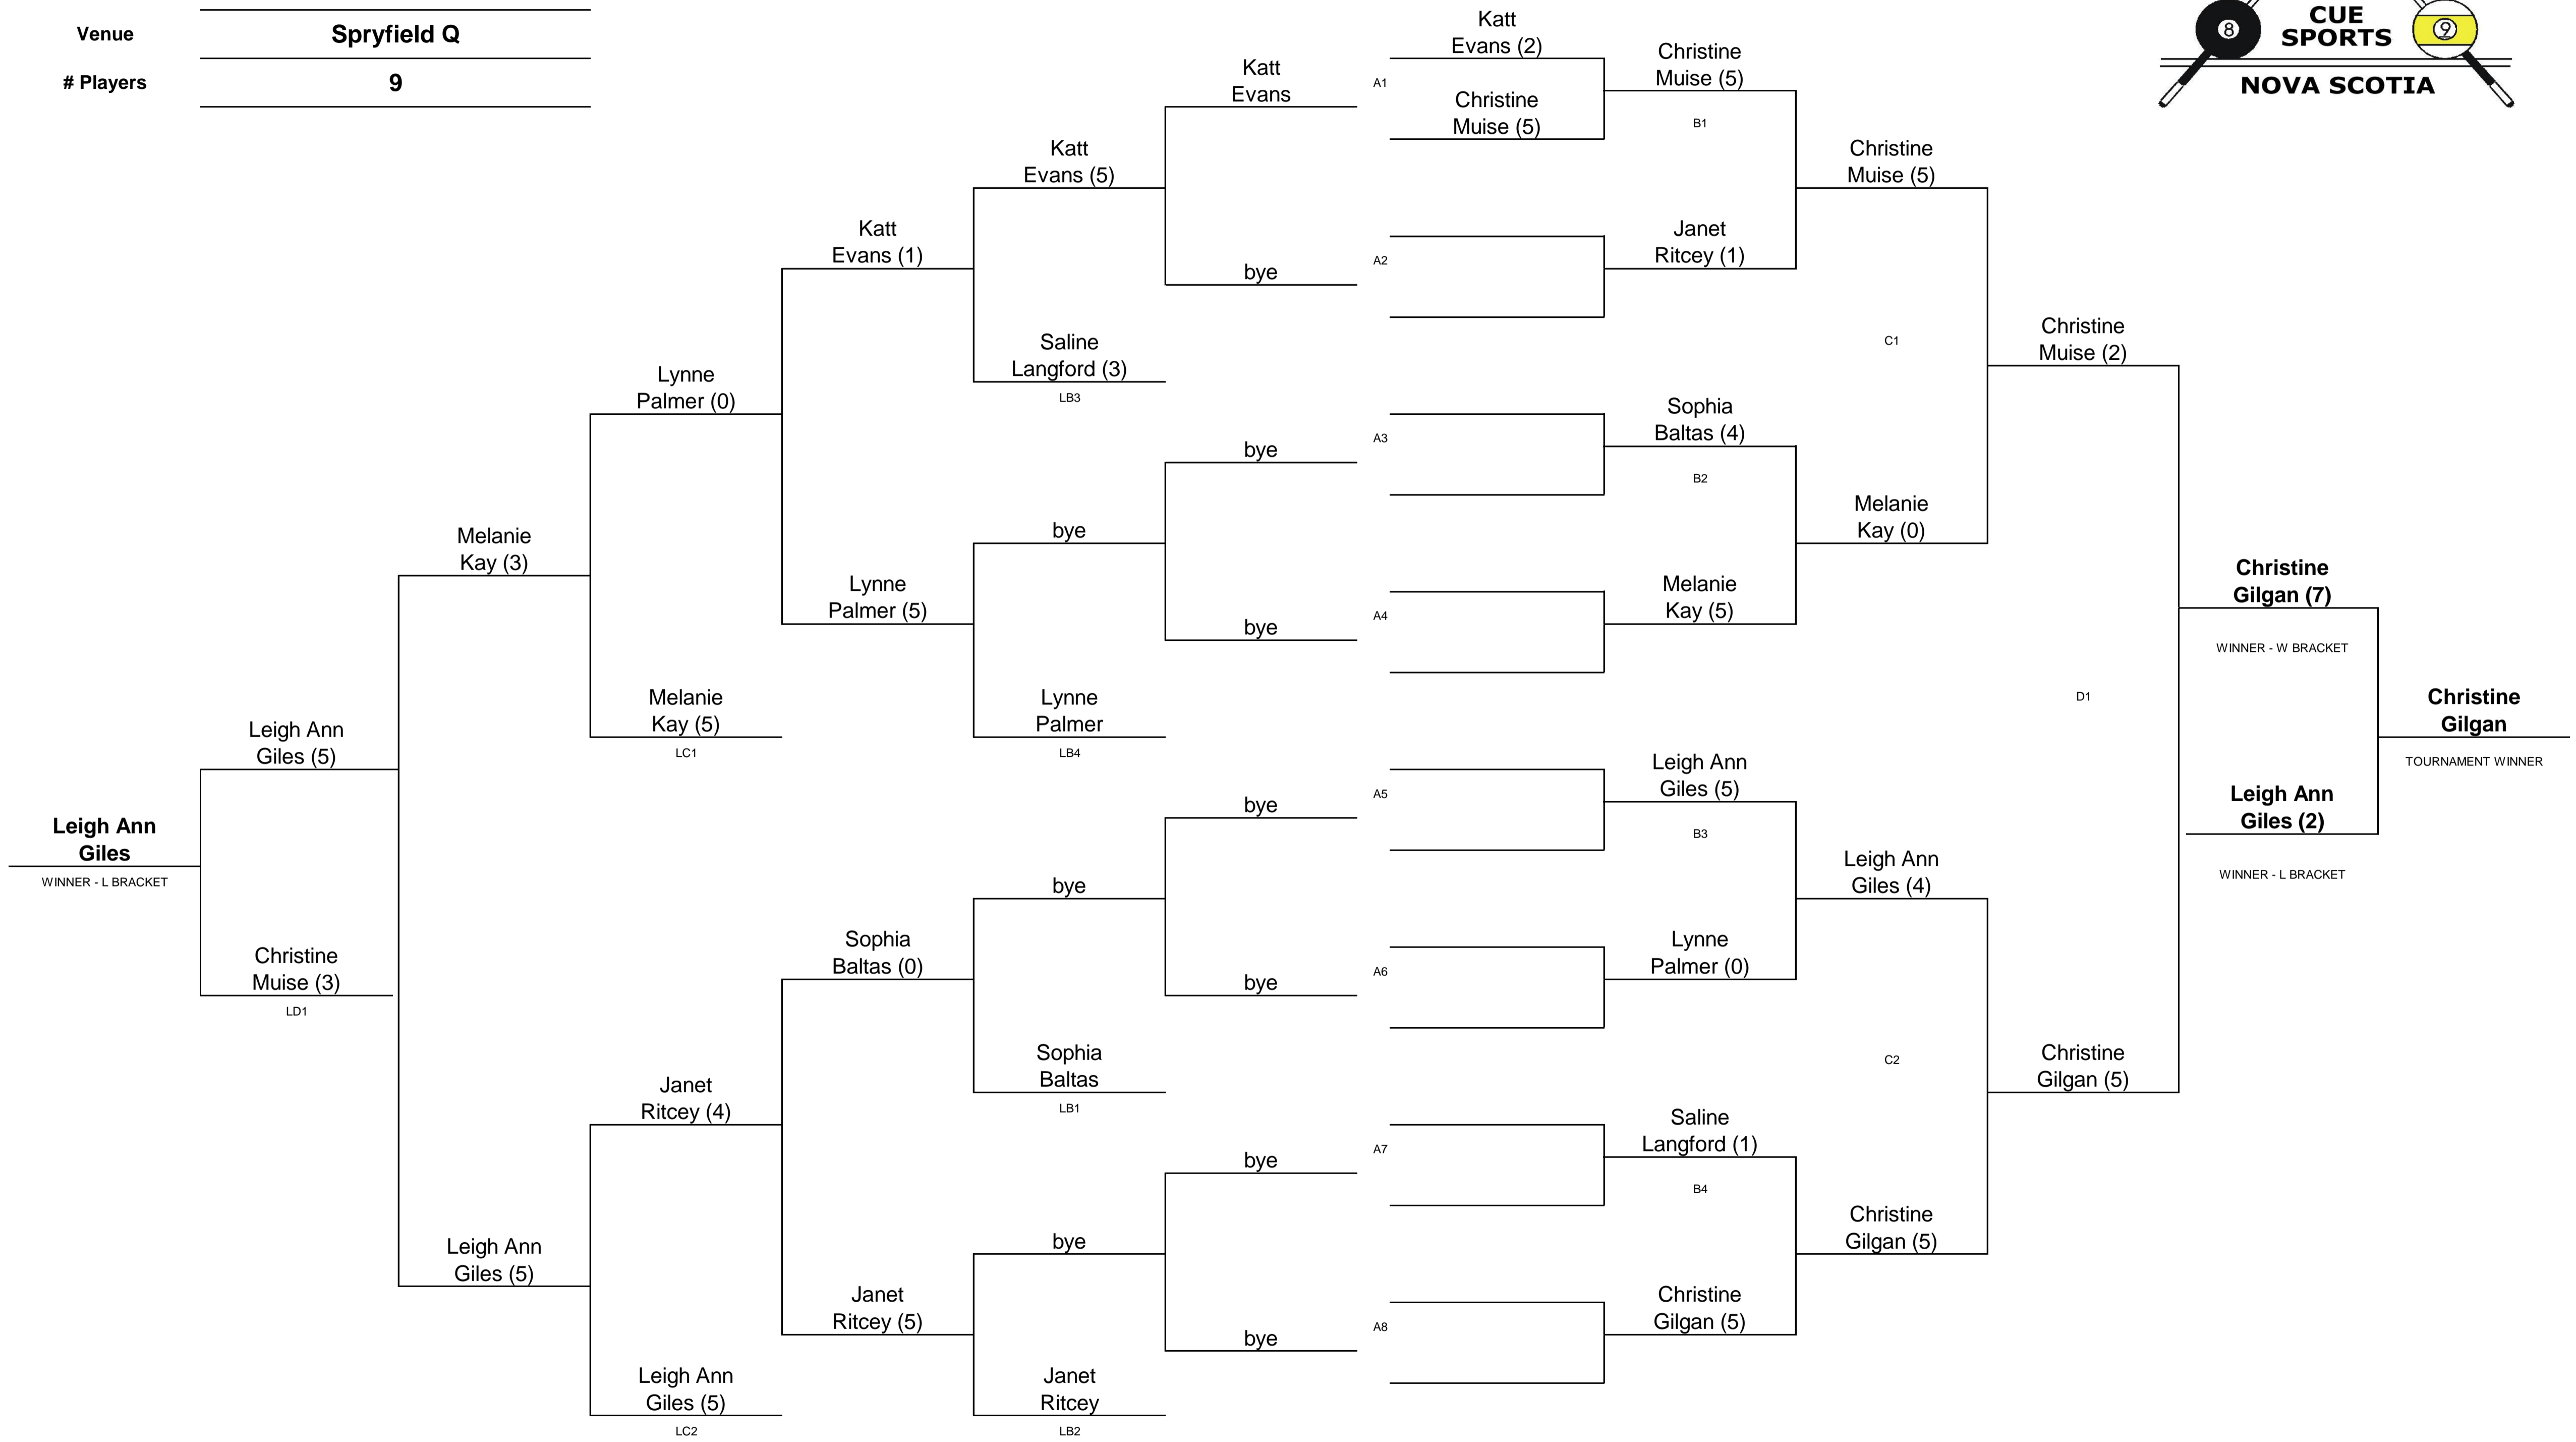 Venue
Spryfield Q
# Players
9
8
CUE
SPORTS
9
NOVA SCOTIA
Leigh Ann
Giles
WINNER - L BRACKET
Leigh Ann
Giles (5)
Christine
Muise (3)
LD1
Melanie
Kay (3)
Leigh Ann
Giles (5)
Lynne
Palmer (0)
Melanie
Kay (5)
LC1
Janet
Ritcey (4)
Leigh Ann
Giles (5)
LC2
Katt
Evans (1)
Lynne
Palmer (5)
Sophia
Baltas (0)
Janet
Ritcey (5)
Katt
Evans (5)
Saline
Langford (3)
LB3
bye
Lynne
Palmer
LB4
bye
Sophia
Baltas
LB1
bye
Janet
Ritcey
LB2
Katt
Evans
bye
bye
bye
bye
bye
bye
bye
A1
A2
A3
A4
A5
A6
A7
A8
Katt
Evans (2)
Christine
Muise (5)
Christine
Muise (5)
B1
Janet
Ritcey (1)
Sophia
Baltas (4)
B2
Melanie
Kay (5)
Leigh Ann
Giles (5)
B3
Lynne
Palmer (0)
Saline
Langford (1)
B4
Christine
Gilgan (5)
Christine
Muise (5)
C1
Melanie
Kay (0)
Leigh Ann
Giles (4)
C2
Christine
Gilgan (5)
Christine
Muise (2)
D1
Christine
Gilgan (5)
Christine
Gilgan (7)
WINNER - W BRACKET
Leigh Ann
Giles (2)
WINNER - L BRACKET
Christine
Gilgan
TOURNAMENT WINNER